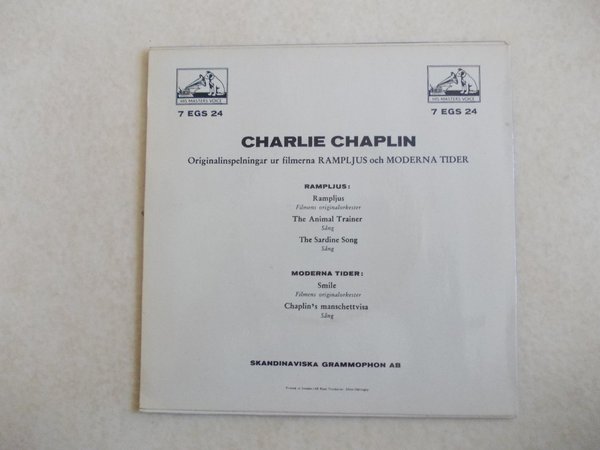 HIS MASTERS VOICE HIS MASTERS VOICE
7 EGS 24 7 EGS 24
CHARLIE CHAPLIN
Originalinspelningar ur filmerna RAMPLJUS och MODERNA TIDER
RAMPLJUS:
Rampljus
Filmens originalorkester
The Animal Trainer
Sång
The Sardine Song
Sång
MODERNA TIDER:
Smile
Filmens originalorkester
Chaplin's manschettvisa
Sång
SKANDINAVISKA GRAMMOPHON AB